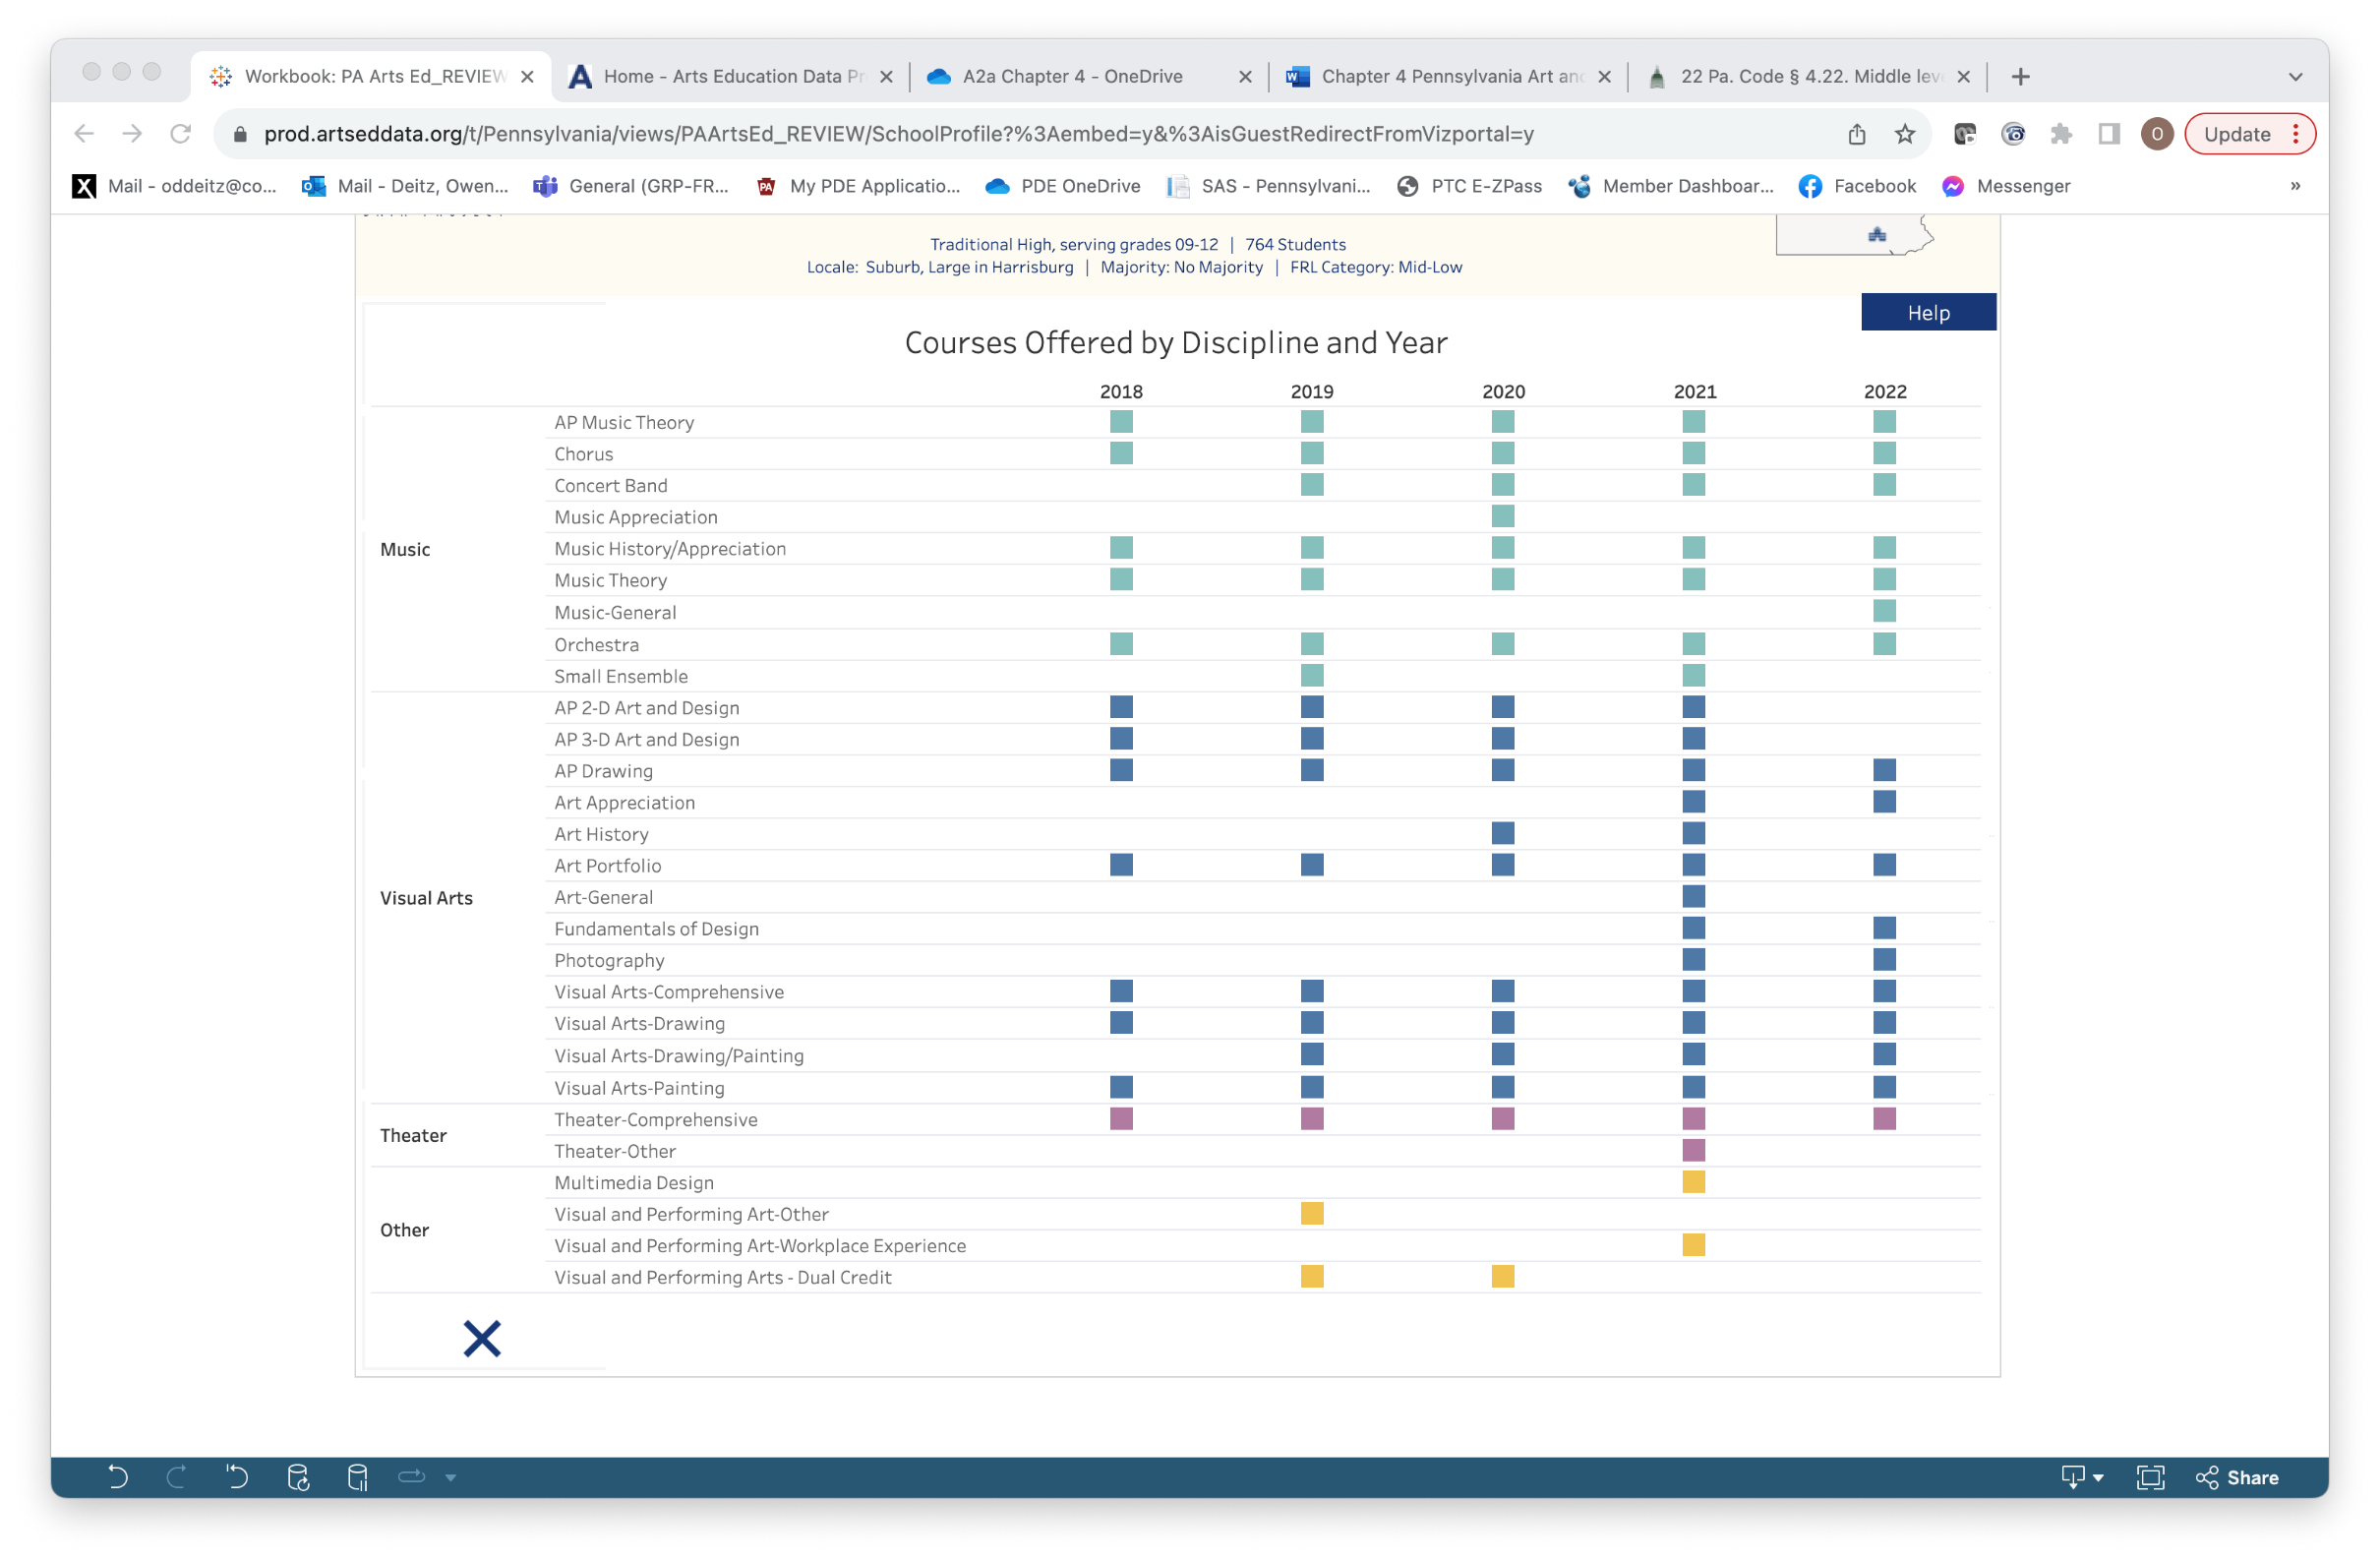 Workbook: PA Arts Ed_REVIEW
Home - Arts Education Data Pr
A2a Chapter 4 - OneDrive
Chapter 4 Pennsylvania Art and
22 Pa. Code § 4.22. Middle leve
prod.artseddata.org/t/Pennsylvania/views/PAArtsEd_REVIEW/SchoolProfile?%3Aembed=y&%3AisGuestRedirectFromVizportal=y
O
Update
Mail - oddeitz@co...
Mail - Deitz, Owen...
General (GRP-FR...
My PDE Applicatio...
PDE OneDrive
SAS - Pennsylvani...
PTC E-ZPass
Member Dashboar...
Facebook
Messenger
»
Traditional High, serving grades 09-12 | 764 Students
Locale: Suburb, Large in Harrisburg | Majority: No Majority | FRL Category: Mid-Low
Help
Courses Offered by Discipline and Year
2018 2019 2020 2021 2022
Music
AP Music Theory
Chorus
Concert Band
Music Appreciation
Music History/Appreciation
Music Theory
Music-General
Orchestra
Small Ensemble
Visual Arts
AP 2-D Art and Design
AP 3-D Art and Design
AP Drawing
Art Appreciation
Art History
Art Portfolio
Art-General
Fundamentals of Design
Photography
Visual Arts-Comprehensive
Visual Arts-Drawing
Visual Arts-Drawing/Painting
Visual Arts-Painting
Theater
Theater-Comprehensive
Theater-Other
Other
Multimedia Design
Visual and Performing Art-Other
Visual and Performing Art-Workplace Experience
Visual and Performing Arts - Dual Credit
Share